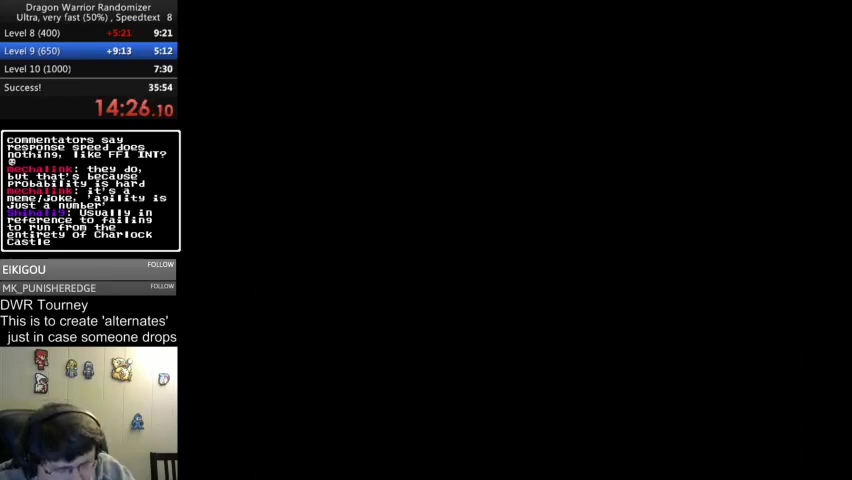 Dragon Warrior Randomizer
Ultra, very fast (50%) , Speedtext 8
Level 8 (400) +5:21 9:21
Level 9 (650) +9:13 5:12
Level 10 (1000) 7:30
Success! 35:54
14:26.10
commentators say
response speed does
nothing, like FF1 INT?
@
mechalink: they do,
but that's because
probability is hard
mechalink: it's a
meme/joke, 'agility is
just a number'
Usually in
reference to failing
to run from the
entirety of Charlock
Castle
EIKIGOU FOLLOW
MK_PUNISHEREDGE FOLLOW
DWR Tourney
This is to create 'alternates'
just in case someone drops